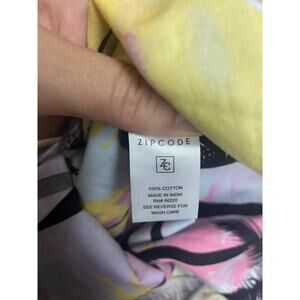 ZIPCODE
ZC
100% COTTON
MADE IN INDIA
RN# 86220
SEE REVERSE FOR
WASH CARE